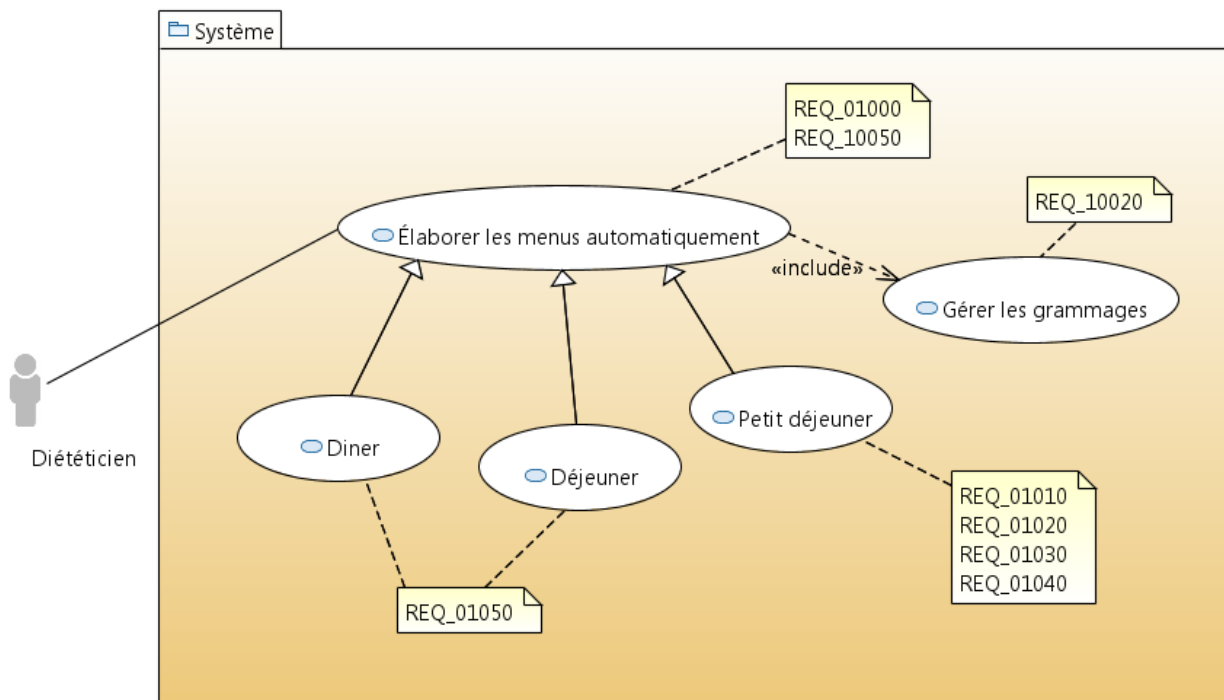 Système
REQ_01000
REQ_10050
REQ_10020
Élaborer les menus automatiquement
«include»
Gérer les grammages
Petit déjeuner
Diner
Déjeuner
Diététicien
REQ_01010
REQ_01020
REQ_01030
REQ_01040
REQ_01050